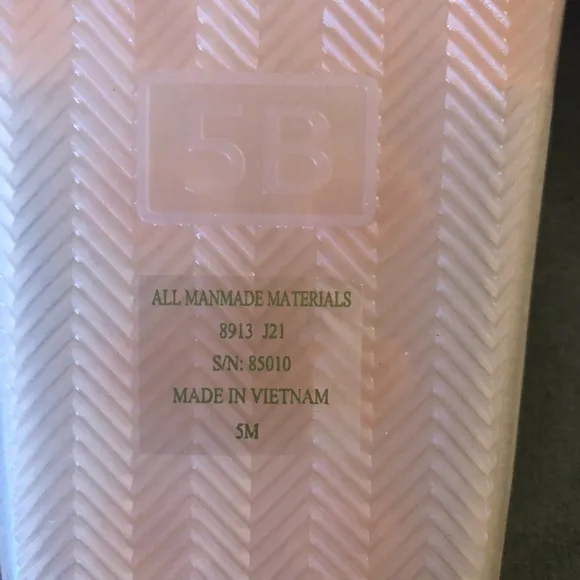 5B
ALL MANMADE MATERIALS
8913 J21
S/N: 85010
MADE IN VIETNAM
5M